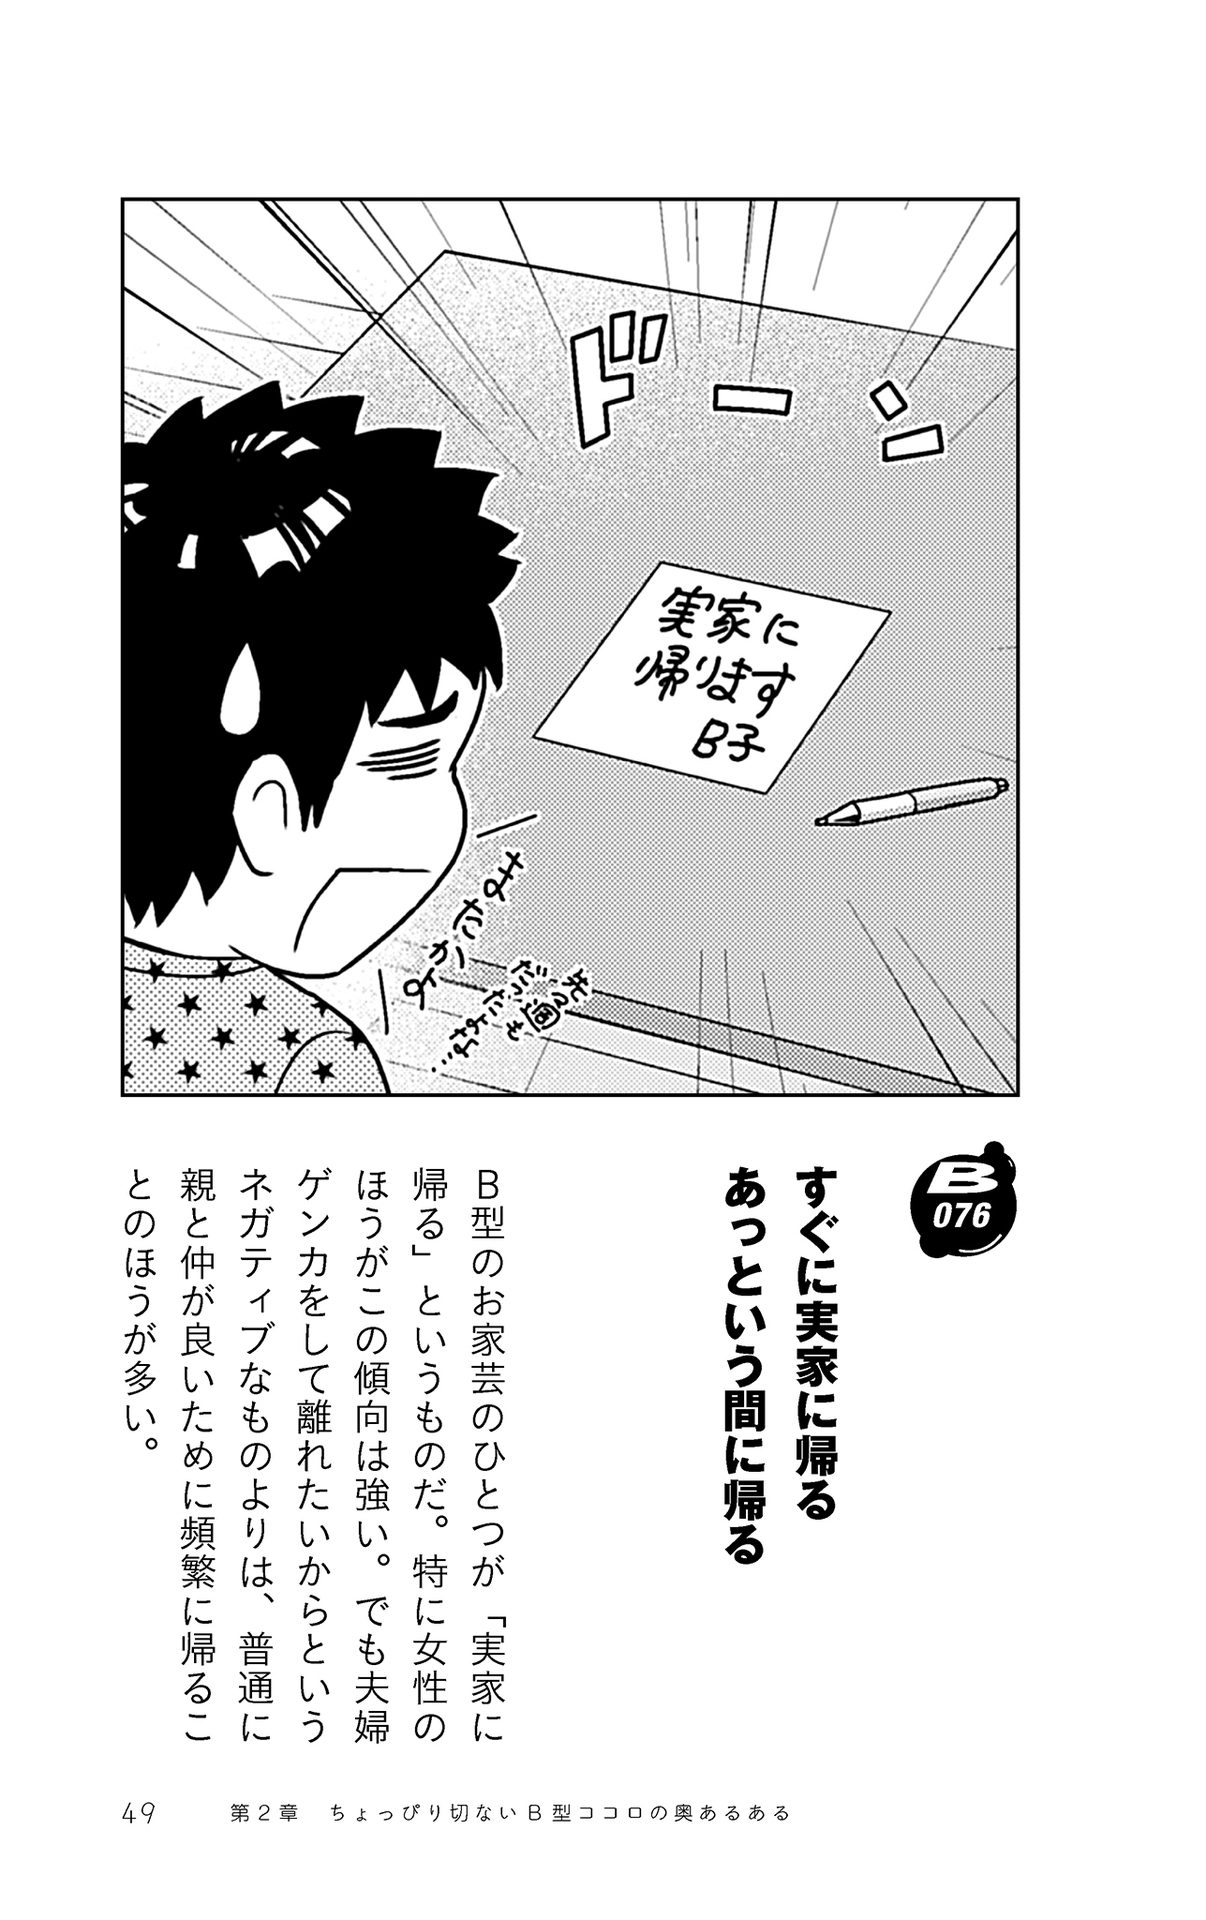 ドーン
実家に
帰ります
B子
またかよ
先週も
だったよな…
B
076
すぐに実家に帰る
あっという間に帰る
B型のお家芸のひとつが「実家に
帰る」というものだ。特に女性の
ほうがこの傾向は強い。でも夫婦
ゲンカをして離れたいからという
ネガティブなものよりは、普通に
親と仲が良いために頻繁に帰るこ
とのほうが多い。
49 第2章 ちょっぴり切ないB型ココロの奥あるある